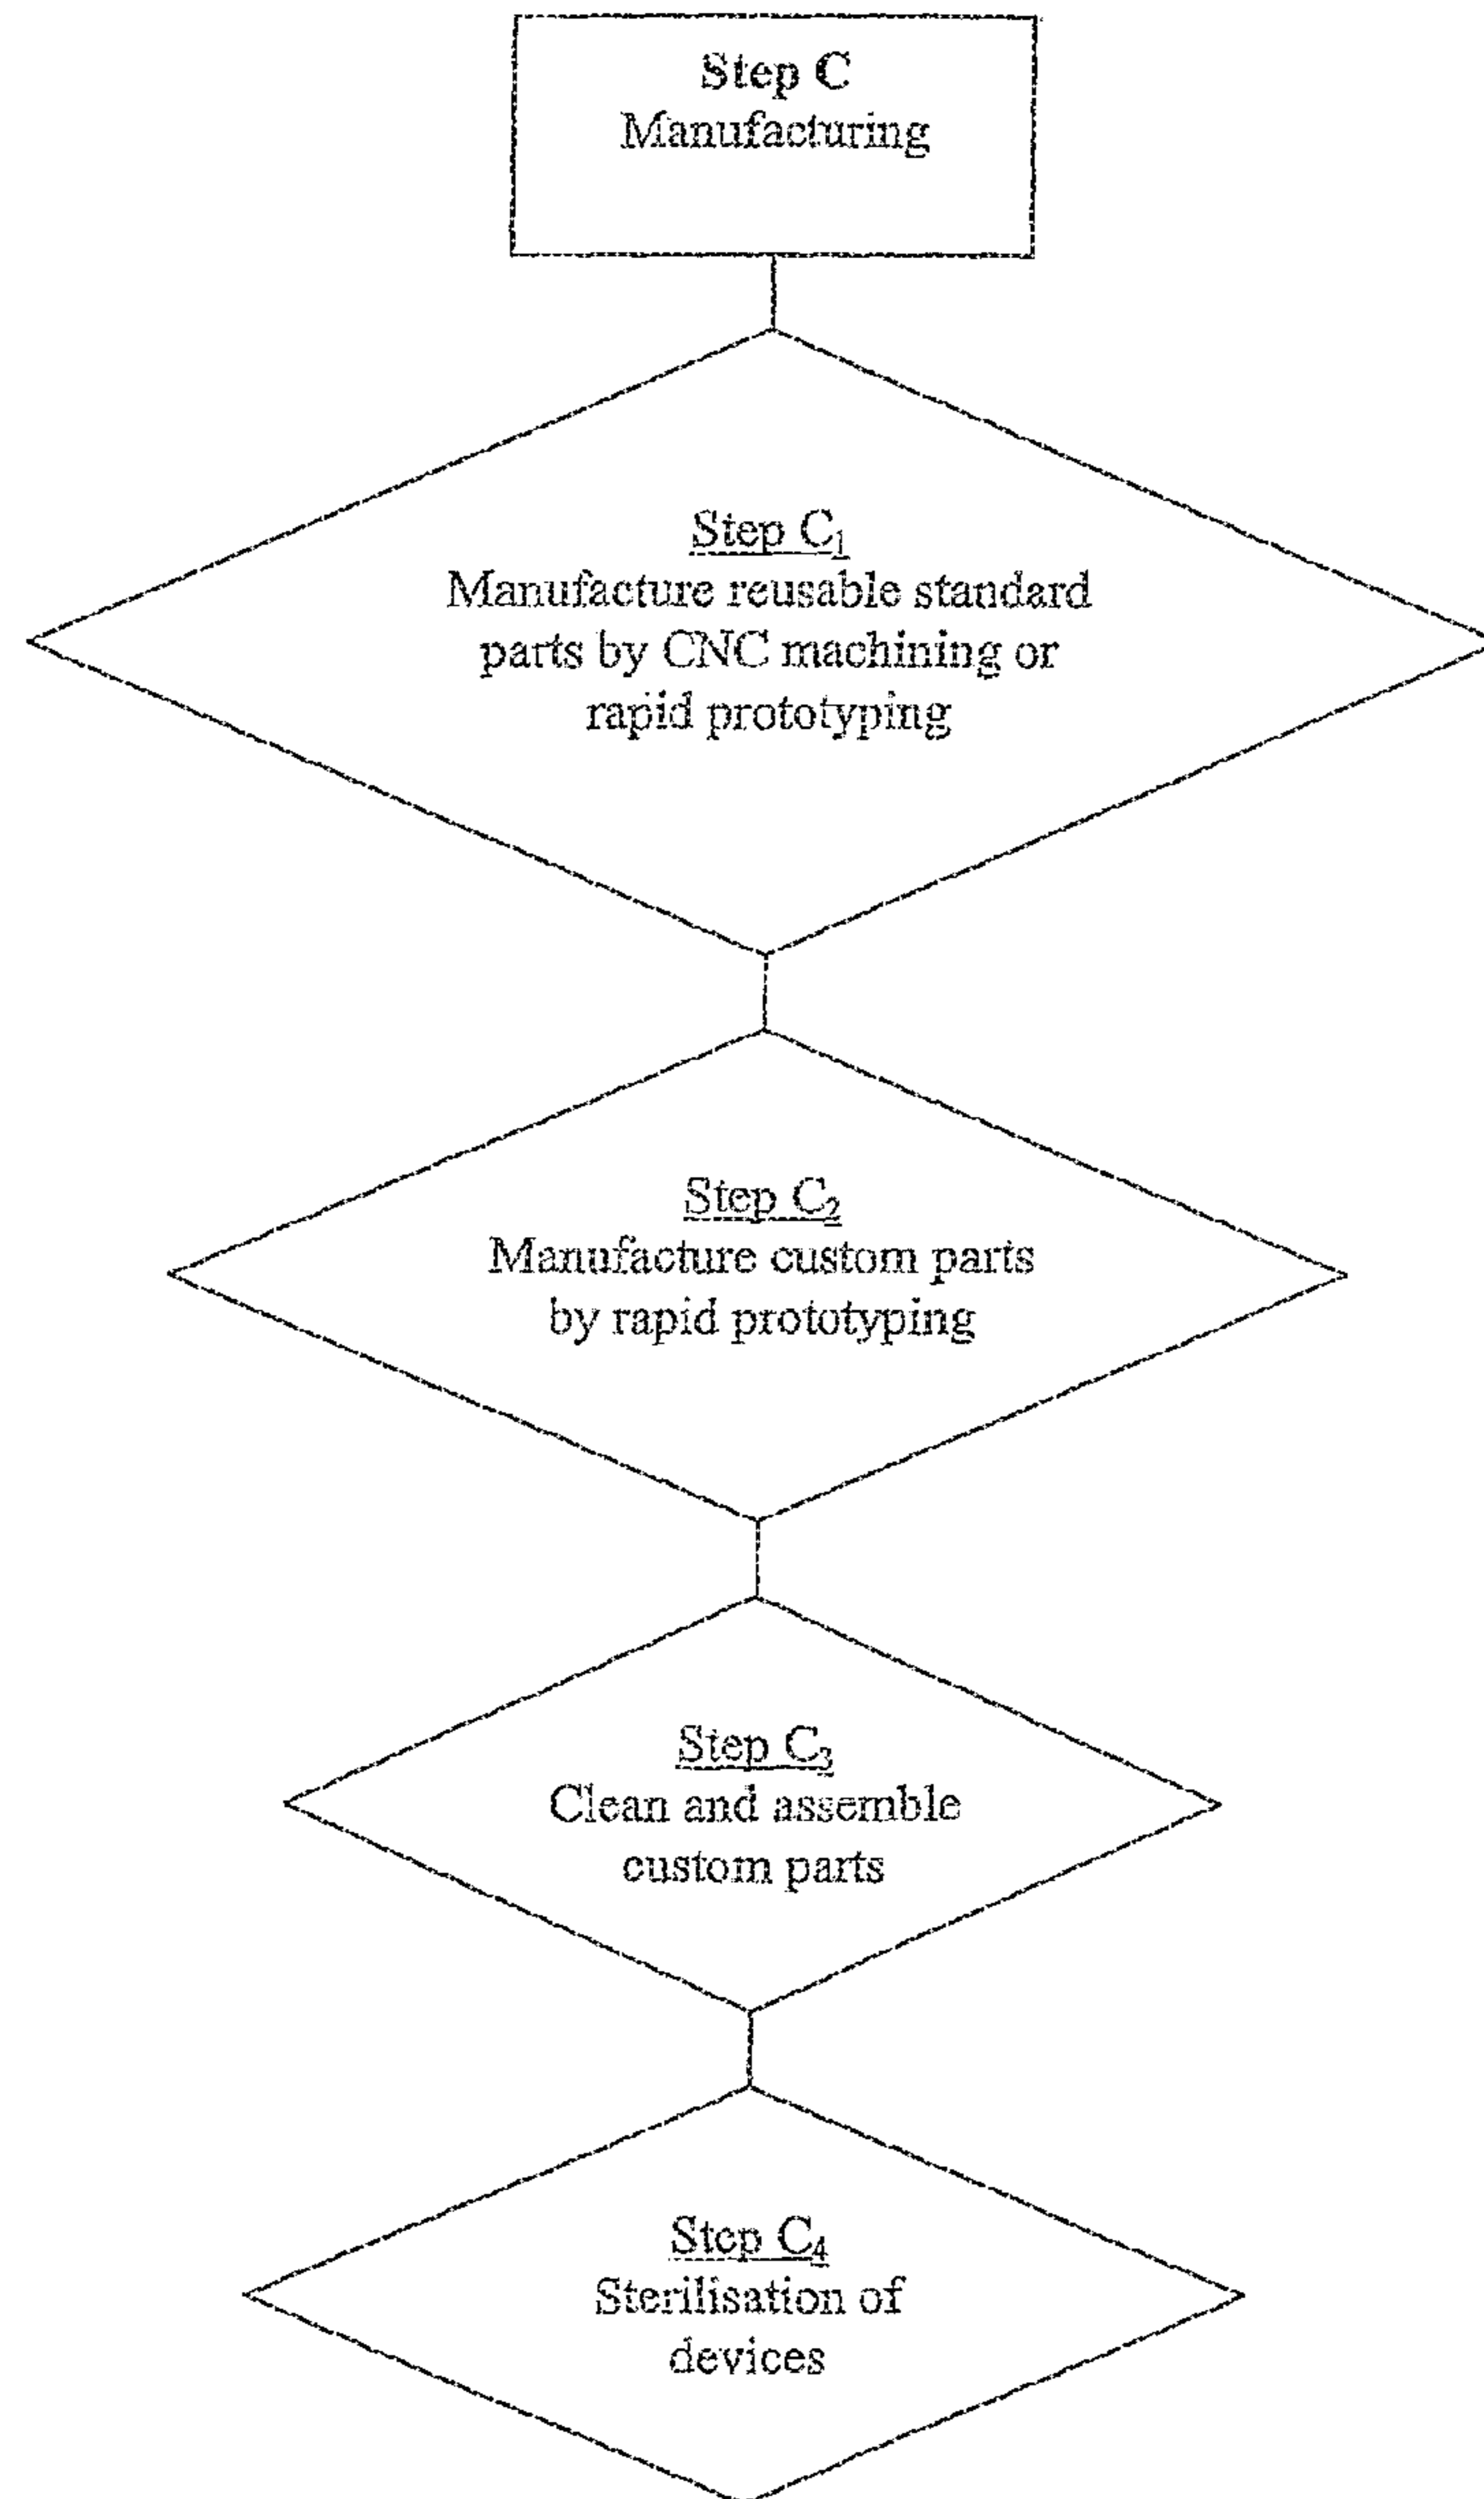 Step C
Manufacturing
Step C₁
Manufacture reusable standard
parts by CNC machining or
rapid prototyping
Step C₂
Manufacture custom parts
by rapid prototyping
Step C₃
Clean and assemble
custom parts
Step C₄
Sterilisation of
devices